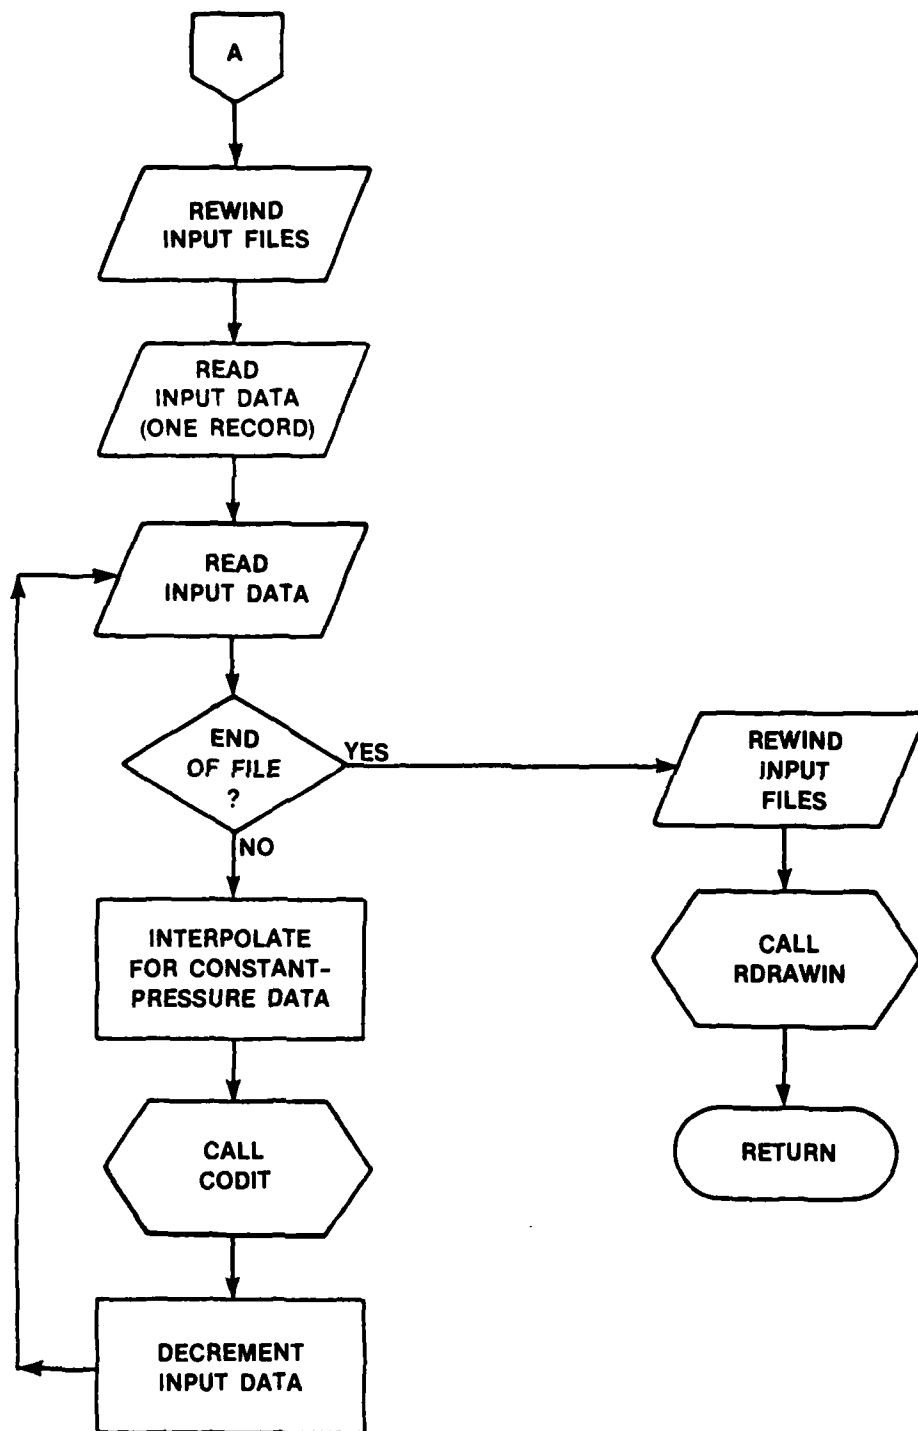 A
REWIND
INPUT FILES
READ
INPUT DATA
(ONE RECORD)
READ
INPUT DATA
END
OF FILE
?
YES
NO
INTERPOLATE
FOR CONSTANT-
PRESSURE DATA
CALL
CODIT
DECREMENT
INPUT DATA
REWIND
INPUT
FILES
CALL
RDRAWIN
RETURN